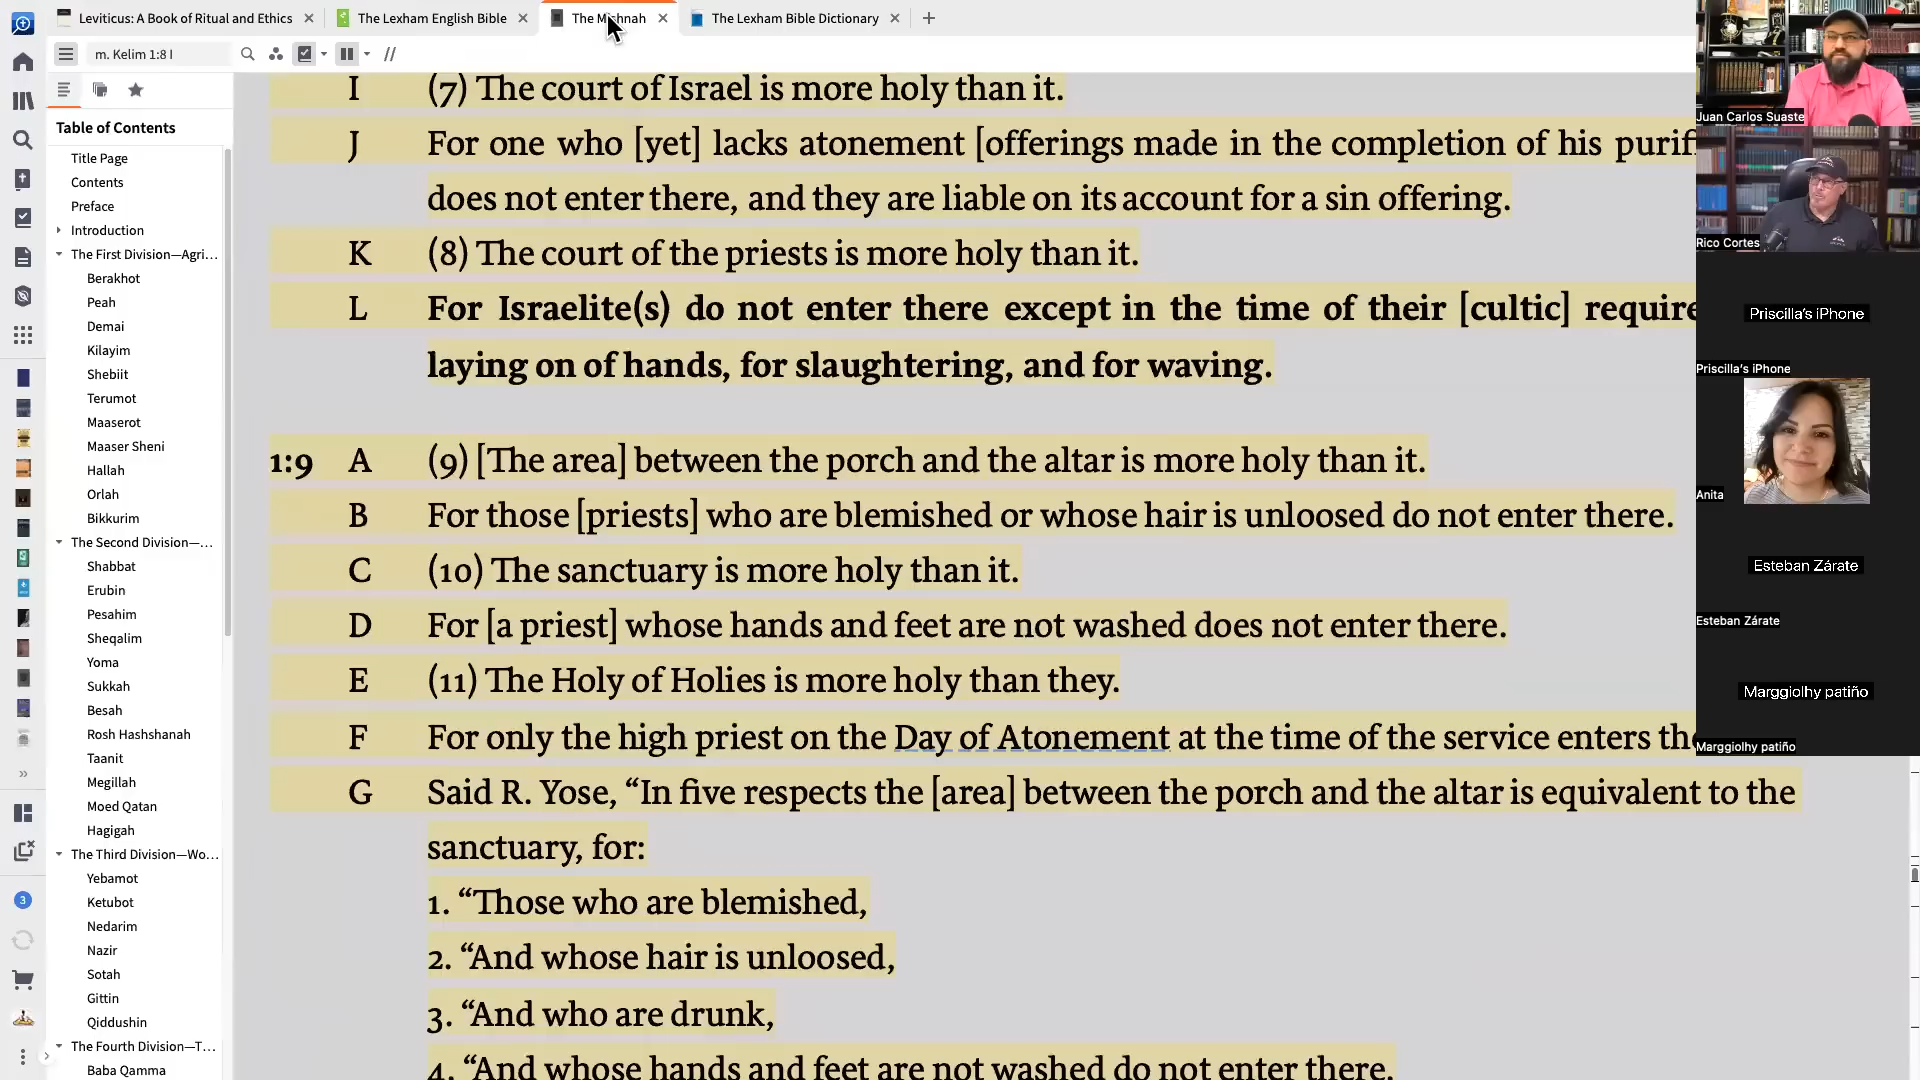 Leviticus: A Book of Ritual and Ethics
The Lexham English Bible
The Mishnah
The Lexham Bible Dictionary
m. Kelim 1:8 I
Table of Contents
Title Page
Contents
Preface
Introduction
The First Division—Agri…
Berakhot
Peah
Demai
Kilayim
Shebiit
Terumot
Maaserot
Maaser Sheni
Hallah
Orlah
Bikkurim
The Second Division—…
Shabbat
Erubin
Pesahim
Sheqalim
Yoma
Sukkah
Besah
Rosh Hashshanah
Taanit
Megillah
Moed Qatan
Hagigah
The Third Division—Wo…
Yebamot
Ketubot
Nedarim
Nazir
Sotah
Gittin
Qiddushin
The Fourth Division—T…
Baba Qamma
3
I (7) The court of Israel is more holy than it.
J For one who [yet] lacks atonement [offerings made in the completion of his purif
does not enter there, and they are liable on its account for a sin offering.
K (8) The court of the priests is more holy than it.
L For Israelite(s) do not enter there except in the time of their [cultic] require
laying on of hands, for slaughtering, and for waving.
1:9 A (9) [The area] between the porch and the altar is more holy than it.
B For those [priests] who are blemished or whose hair is unloosed do not enter there.
C (10) The sanctuary is more holy than it.
D For [a priest] whose hands and feet are not washed does not enter there.
E (11) The Holy of Holies is more holy than they.
F For only the high priest on the Day of Atonement at the time of the service enters the
G Said R. Yose, “In five respects the [area] between the porch and the altar is equivalent to the
sanctuary, for:
1. “Those who are blemished,
2. “And whose hair is unloosed,
3. “And who are drunk,
4. “And whose hands and feet are not washed do not enter there.
Juan Carlos Suaste
Rico Cortes
Priscilla’s iPhone
Priscilla’s iPhone
Anita
Esteban Zárate
Esteban Zárate
Marggiolhy patiño
Marggiolhy patiño